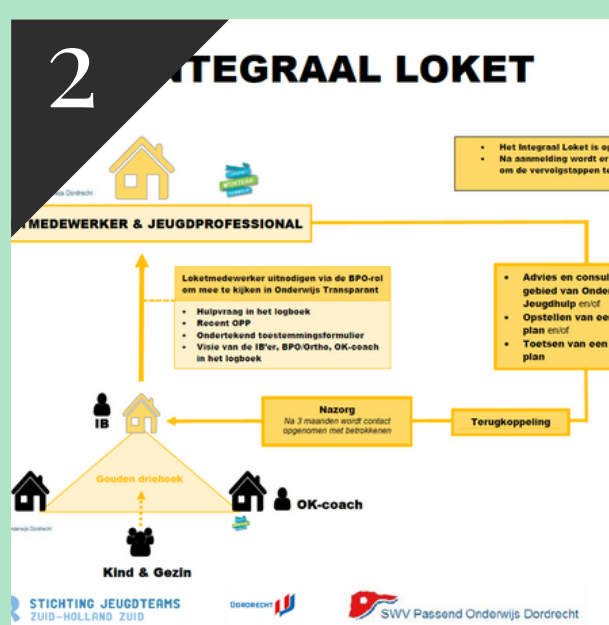 2
NTEGRAAL LOKET
Het Integraal Loket is op
Na aanmelding wordt er
om de vervolgstappen te
Dordrecht
TMEDEWERKER & JEUGDPROFESSIONAL
Loketmedewerker uitnodigen via de BPO-rol
om mee te kijken in Onderwijs Transparant
• Hulpvraag in het logboek
• Recent OPP
• Ondertekend toestemmingsformulier
• Visie van de IB'er, BPO/Ortho, OK-coach
in het logboek
• Advies en consul
gebied van Onder
Jeugdhulp en/of
• Opstellen van een
plan en/of
• Toetsen van een
plan
IB
Nazorg
Na 3 maanden wordt contact
opgenomen met betrokkenen
Terugkoppeling
Gouden driehoek
OK-coach
Dordrecht
Kind & Gezin
STICHTING JEUGDTEAMS
ZUID-HOLLAND ZUID
DORDRECHT
SWV Passend Onderwijs Dordrecht